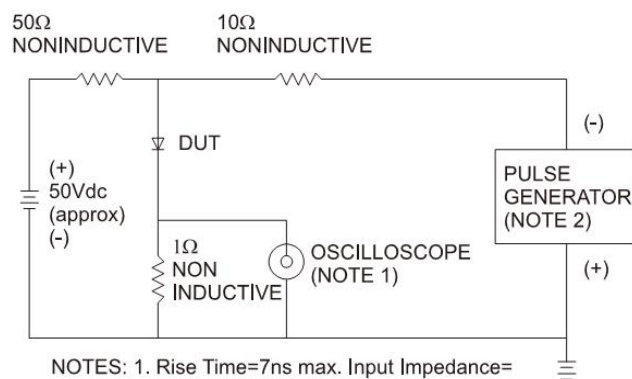 50Ω
NONINDUCTIVE
10Ω
NONINDUCTIVE
DUT
(+)
50Vdc
(approx)
(-)
1Ω
NON
INDUCTIVE
OSCILLOSCOPE
(NOTE 1)
(-)
PULSE
GENERATOR
(NOTE 2)
(+)
NOTES: 1. Rise Time=7ns max. Input Impedance=